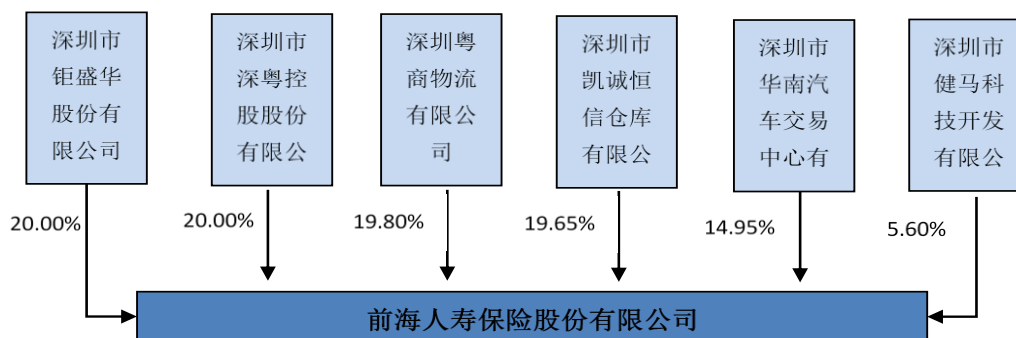 深圳市
钜盛华
股份有
限公司
深圳市
深粤控
股股份
有限公
深圳粤
商物流
有限公
司
深圳市
凯诚恒
信仓库
有限公
深圳市
华南汽
车交易
中心有
深圳市
健马科
技开发
有限公
20.00%
20.00%
19.80%
19.65%
14.95%
5.60%
前海人寿保险股份有限公司